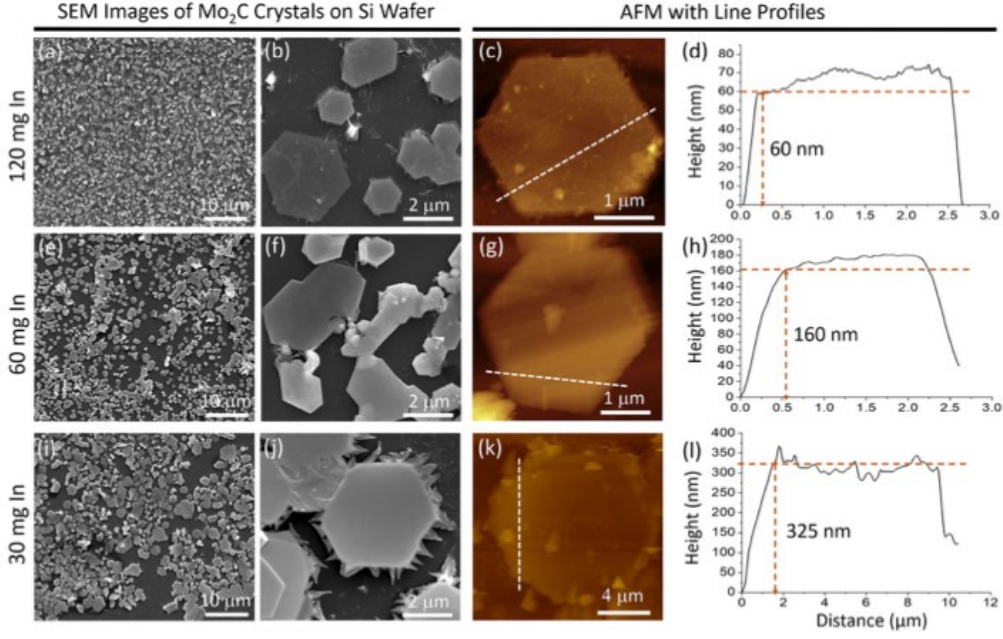 SEM Images of Mo₂C Crystals on Si Wafer
AFM with Line Profiles
120 mg In
(a)
10 μm
(b)
2 μm
(c)
1 μm
(d)
Height (nm)
80
70
60
50
40
30
20
10
0
60 nm
0.0 0.5 1.0 1.5 2.0 2.5 3.0
60 mg In
(e)
10 μm
(f)
2 μm
(g)
1 μm
(h)
Height (nm)
200
180
160
140
120
100
80
60
40
20
0
160 nm
0.0 0.5 1.0 1.5 2.0 2.5 3.0
30 mg In
(i)
10 μm
(j)
2 μm
(k)
4 μm
(l)
Height (nm)
400
350
300
250
200
150
100
50
0
325 nm
0 2 4 6 8 10 12
Distance (μm)